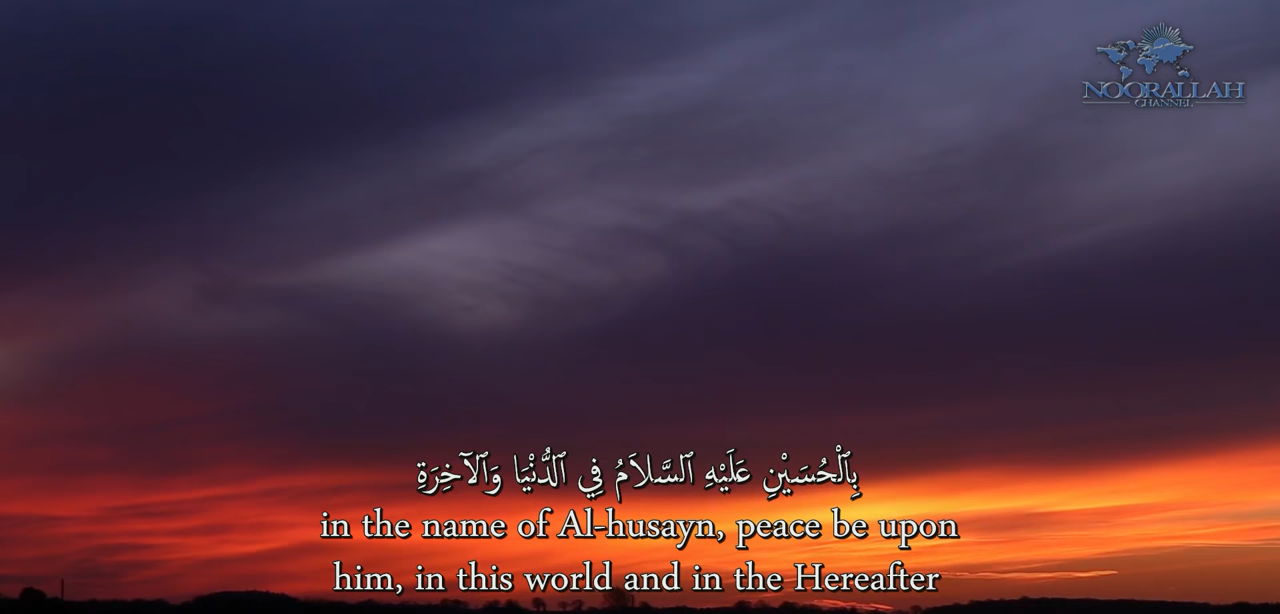 NOORALLAH
CHANNEL
بِٱلْحُسَيْنِ عَلَيْهِ ٱلسَّلاَمُ فِي ٱلدُّنْيَا وَٱلآخِرَةِ
in the name of Al-husayn, peace be upon
him, in this world and in the Hereafter